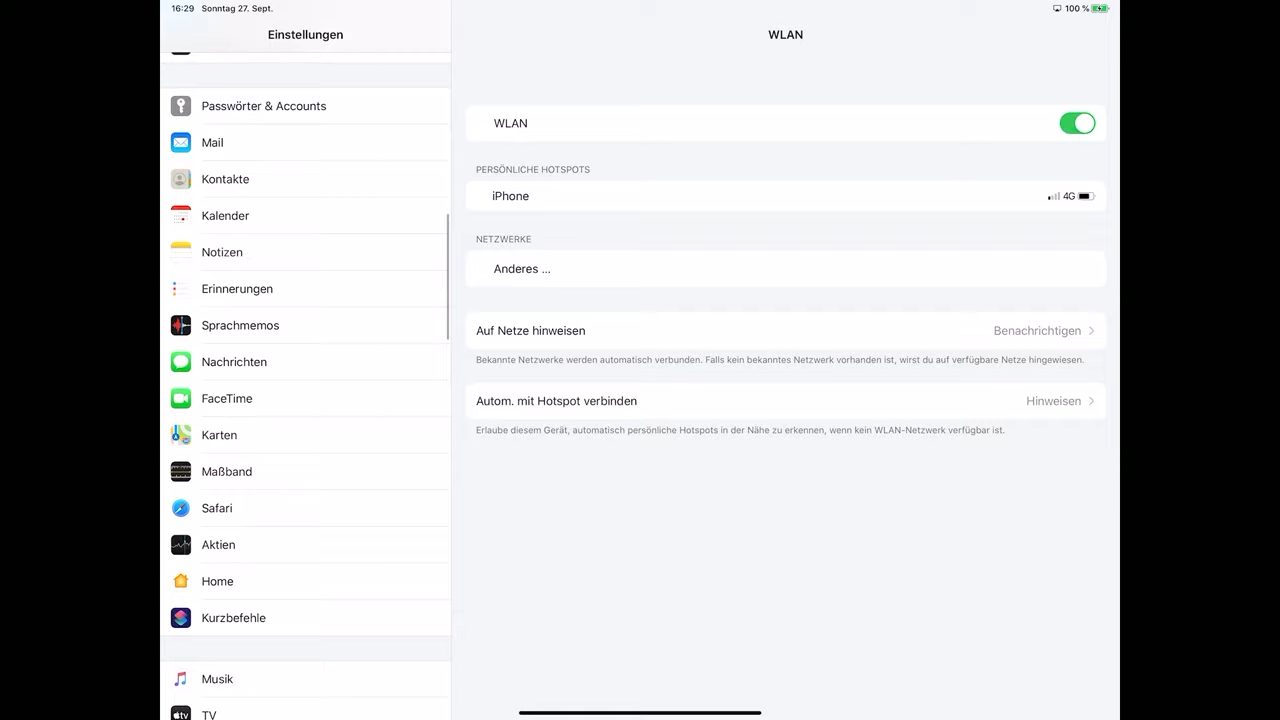 16:29 Sonntag 27. Sept.
100 %
Einstellungen
Passwörter & Accounts
Mail
Kontakte
Kalender
Notizen
Erinnerungen
Sprachmemos
Nachrichten
FaceTime
Karten
Maßband
Safari
Aktien
Home
Kurzbefehle
Musik
tv TV
WLAN
WLAN
PERSÖNLICHE HOTSPOTS
iPhone 4G
NETZWERKE
Anderes ...
Auf Netze hinweisen Benachrichtigen
Bekannte Netzwerke werden automatisch verbunden. Falls kein bekanntes Netzwerk vorhanden ist, wirst du auf verfügbare Netze hingewiesen.
Autom. mit Hotspot verbinden Hinweisen
Erlaube diesem Gerät, automatisch persönliche Hotspots in der Nähe zu erkennen, wenn kein WLAN-Netzwerk verfügbar ist.